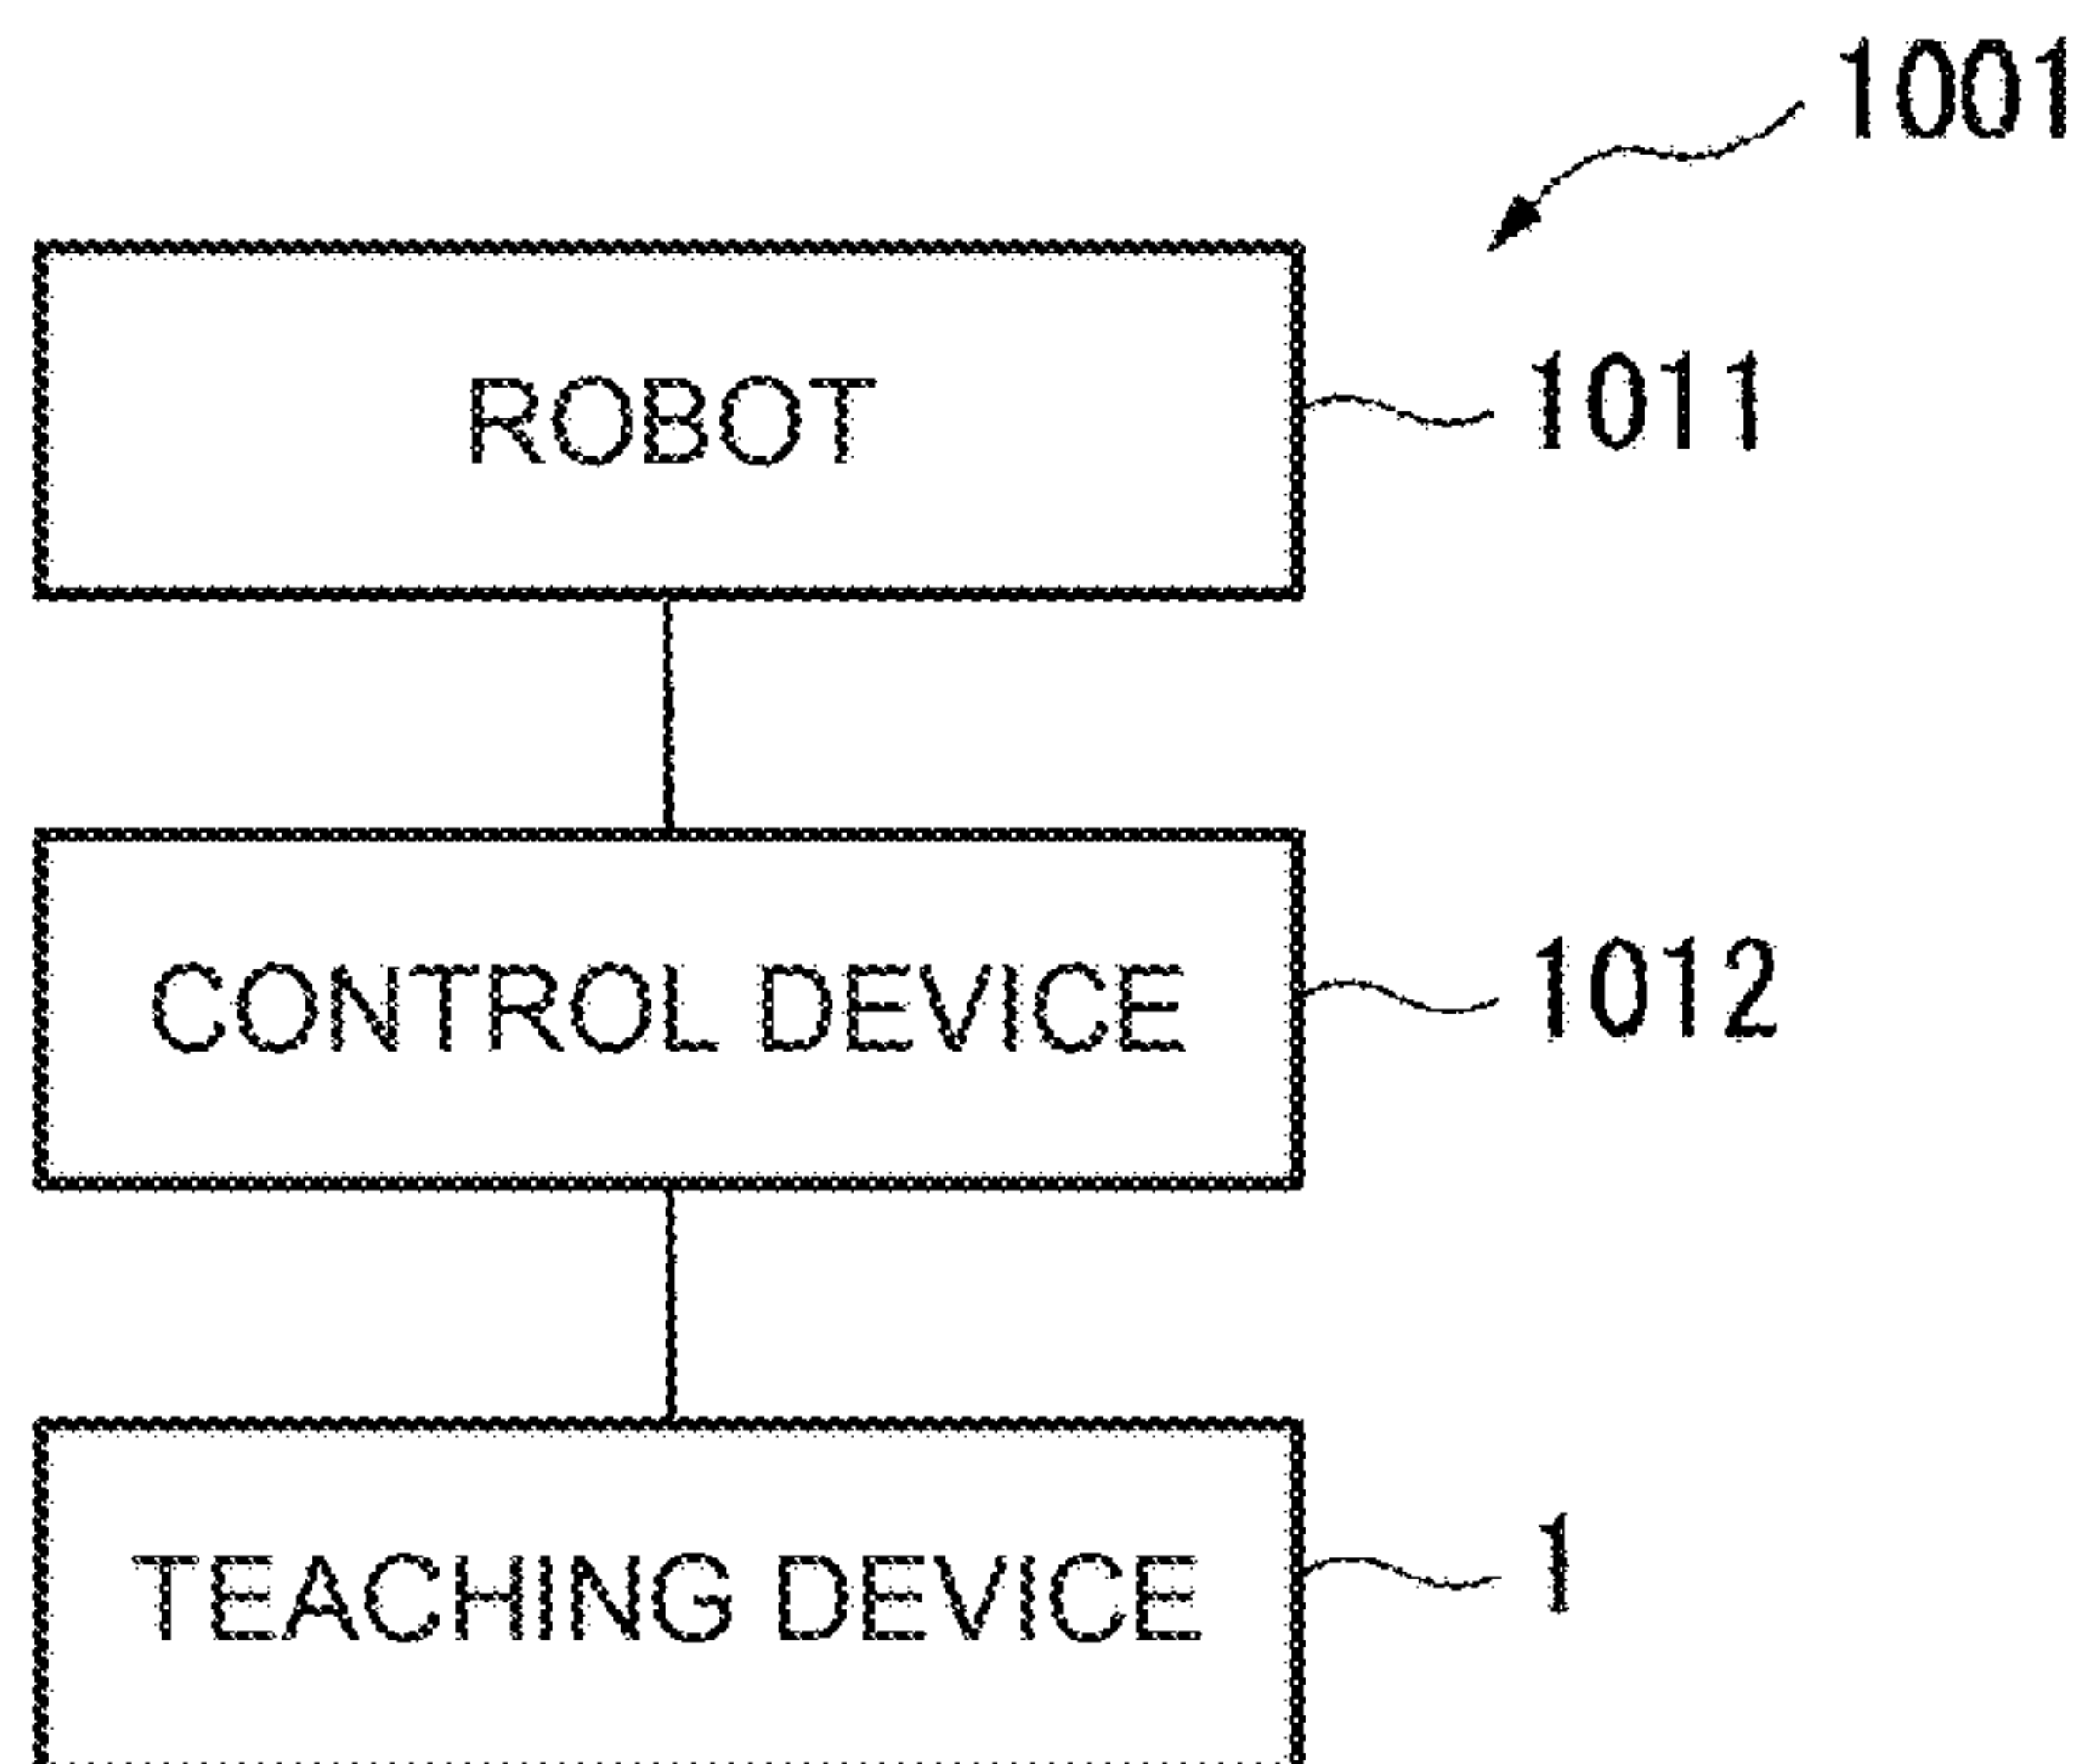 1001
ROBOT
1011
CONTROL DEVICE
1012
TEACHING DEVICE
1